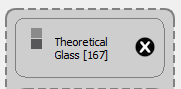 Theoretical
Glass [167]